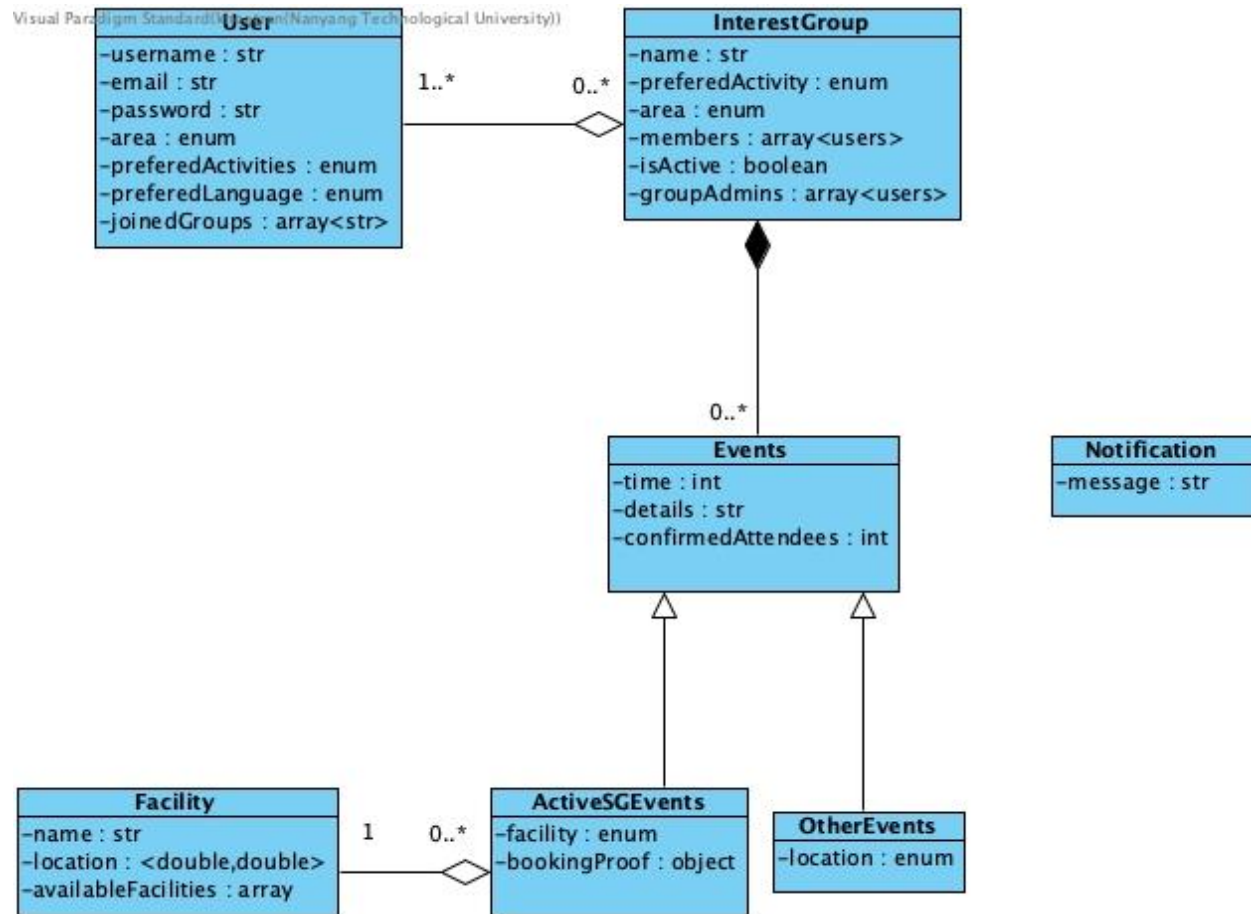 Visual Paradigm Standard( (Nanyang Technological University))
User
-username : str
-email : str
-password : str
-area : enum
-preferedActivities : enum
-preferedLanguage : enum
-joinedGroups : array<str>
1..*
0..*
InterestGroup
-name : str
-preferedActivity : enum
-area : enum
-members : array<users>
-isActive : boolean
-groupAdmins : array<users>
0..*
Events
-time : int
-details : str
-confirmedAttendees : int
Notification
-message : str
Facility
-name : str
-location : <double,double>
-availableFacilities : array
1
0..*
ActiveSGEvents
-facility : enum
-bookingProof : object
OtherEvents
-location : enum